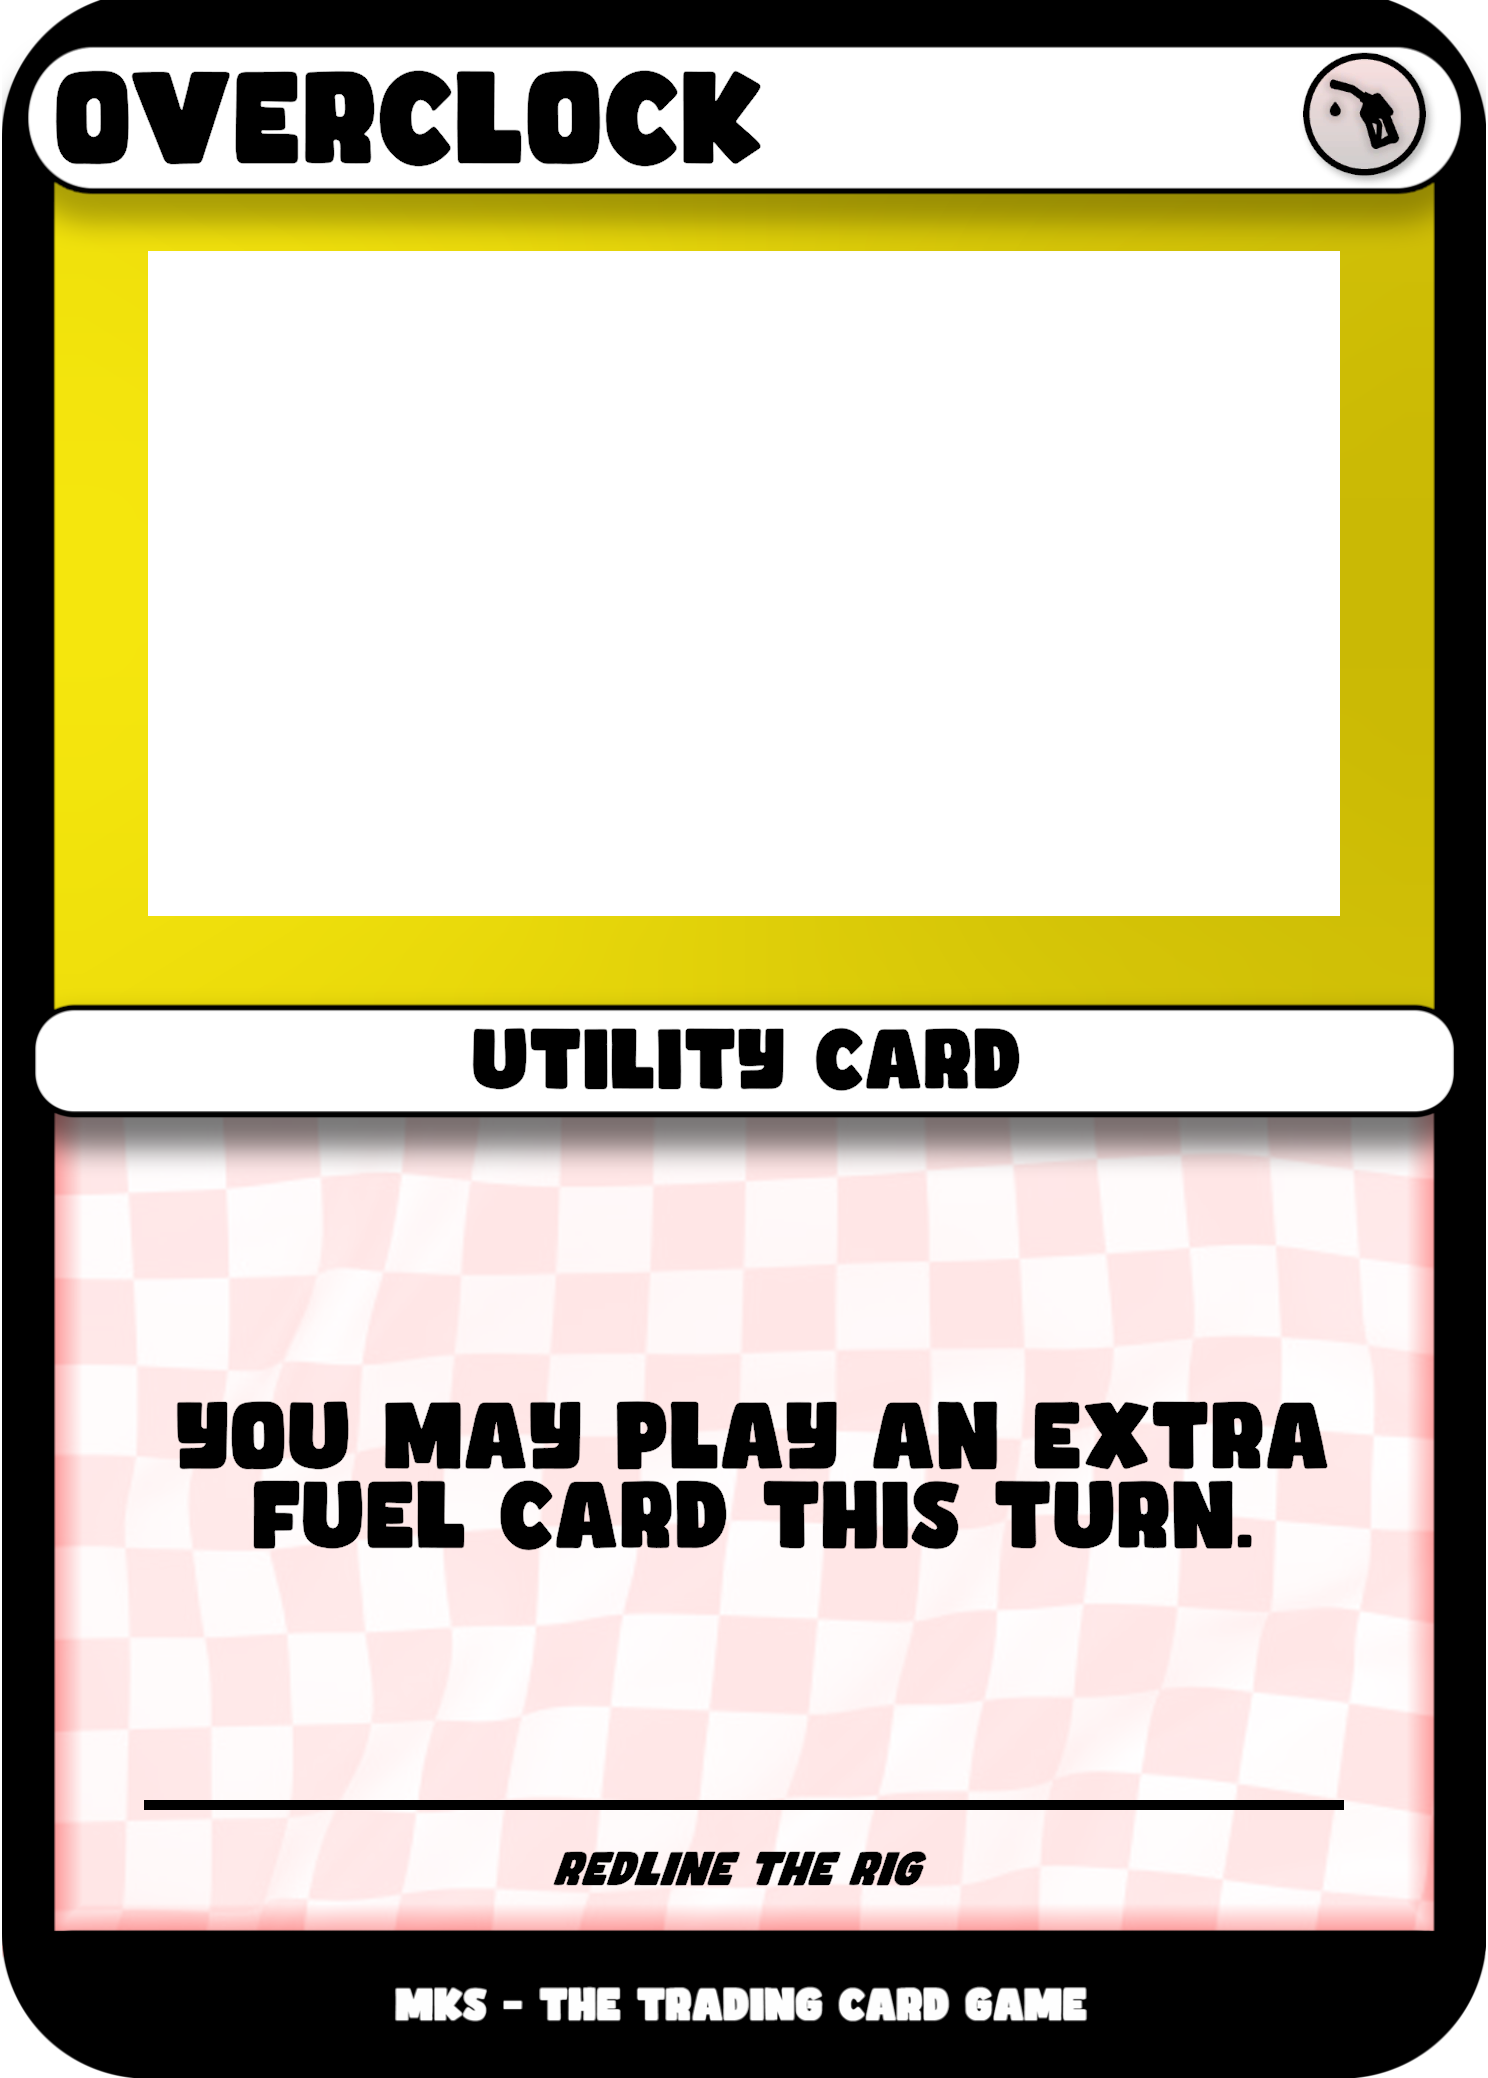 OVERCLOCK
UTILITY CARD
YOU MAY PLAY AN EXTRA
FUEL CARD THIS TURN.
REDLINE THE RIG
MKS - THE TRADING CARD GAME